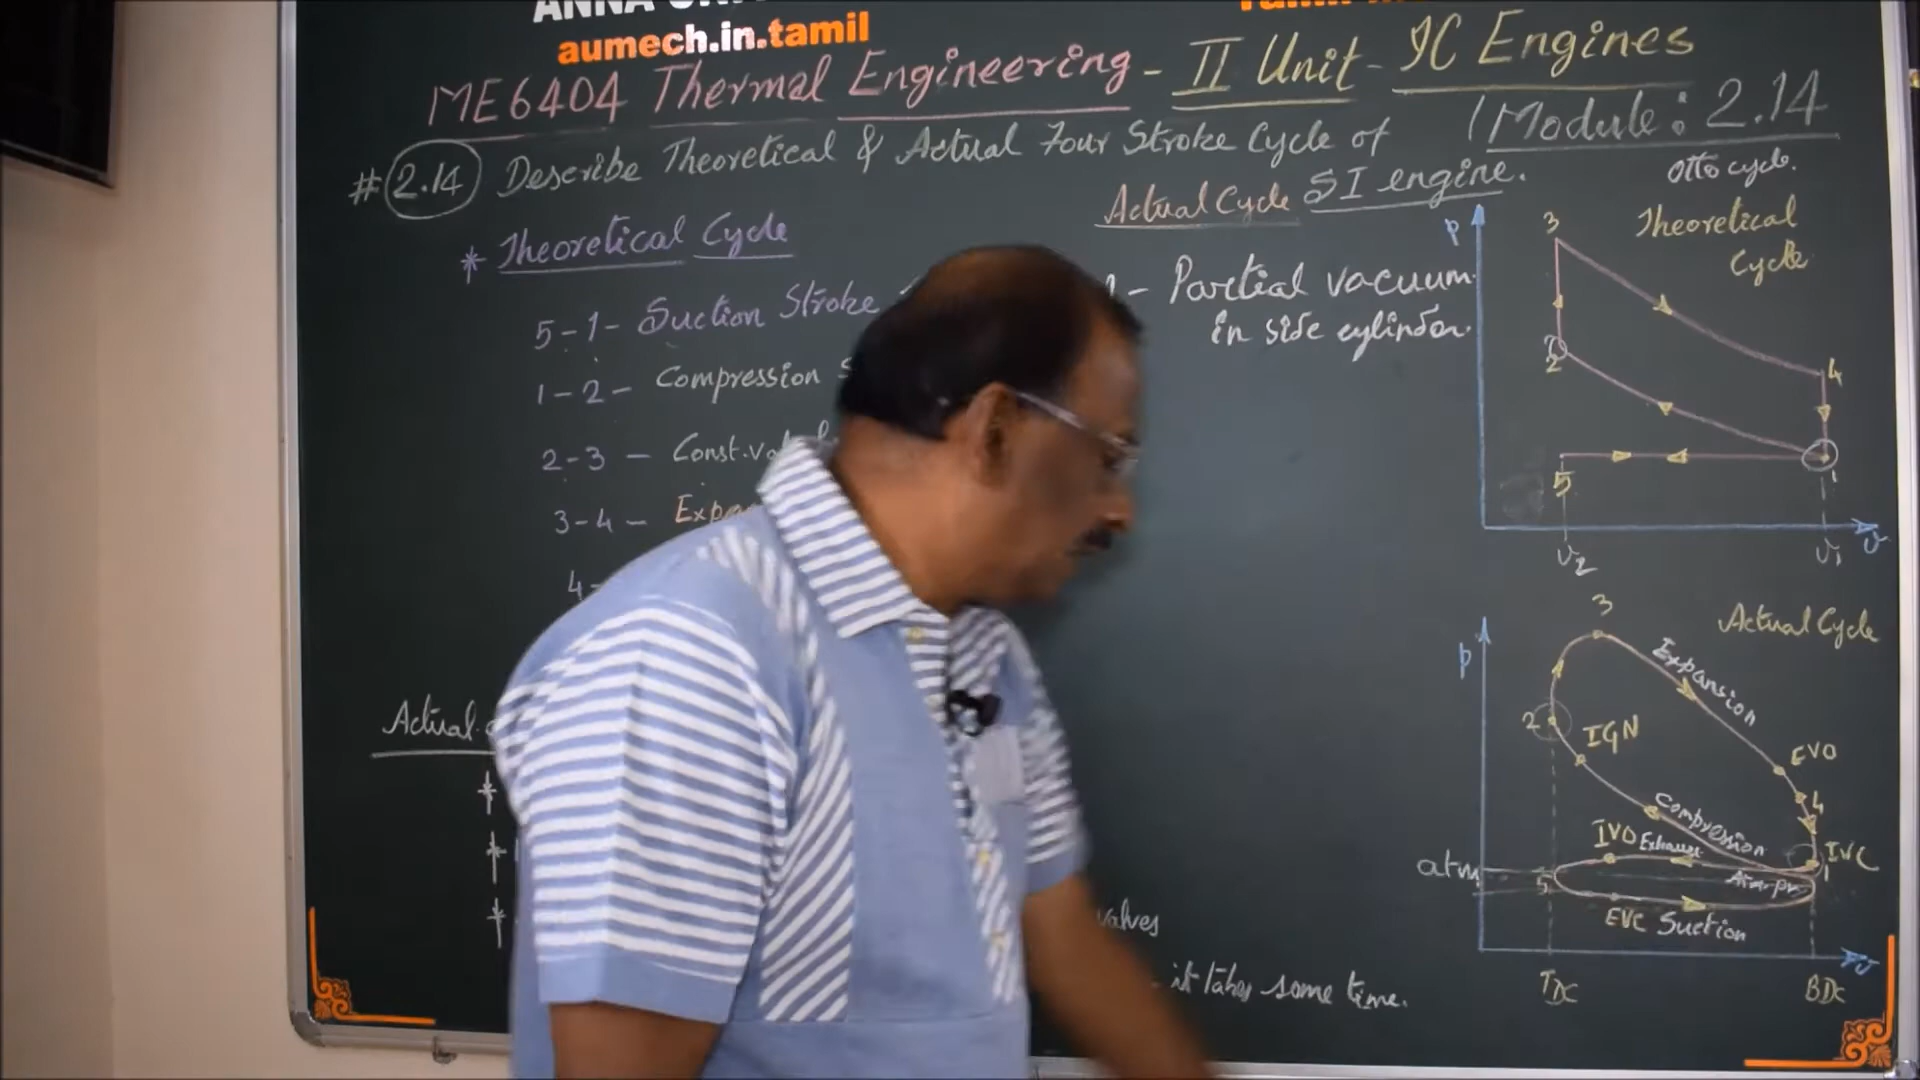 aumech.in.tamil
ME6404 Thermal Engineering - II Unit - IC Engines
Module: 2.14
# 2.14 Describe Theoretical & Actual Four Stroke Cycle of
SI engine.
* Theoretical Cycle
5-1- Suction Stroke
1-2- Compression
2-3 -
3-4 -
4-
Actual Cycle
- Partial vacuum
in side cylinder.
Otto cycle.
Theoretical
Cycle
p
3
2
4
5
1
v2
v1
v
Actual
valves
- it takes some time.
Actual Cycle
p
3
Expansion
2
IGN
EVO
4
Compression
IVO Exhaust
IVC
atm
5
1
EVC Suction
v
TDC
BDC